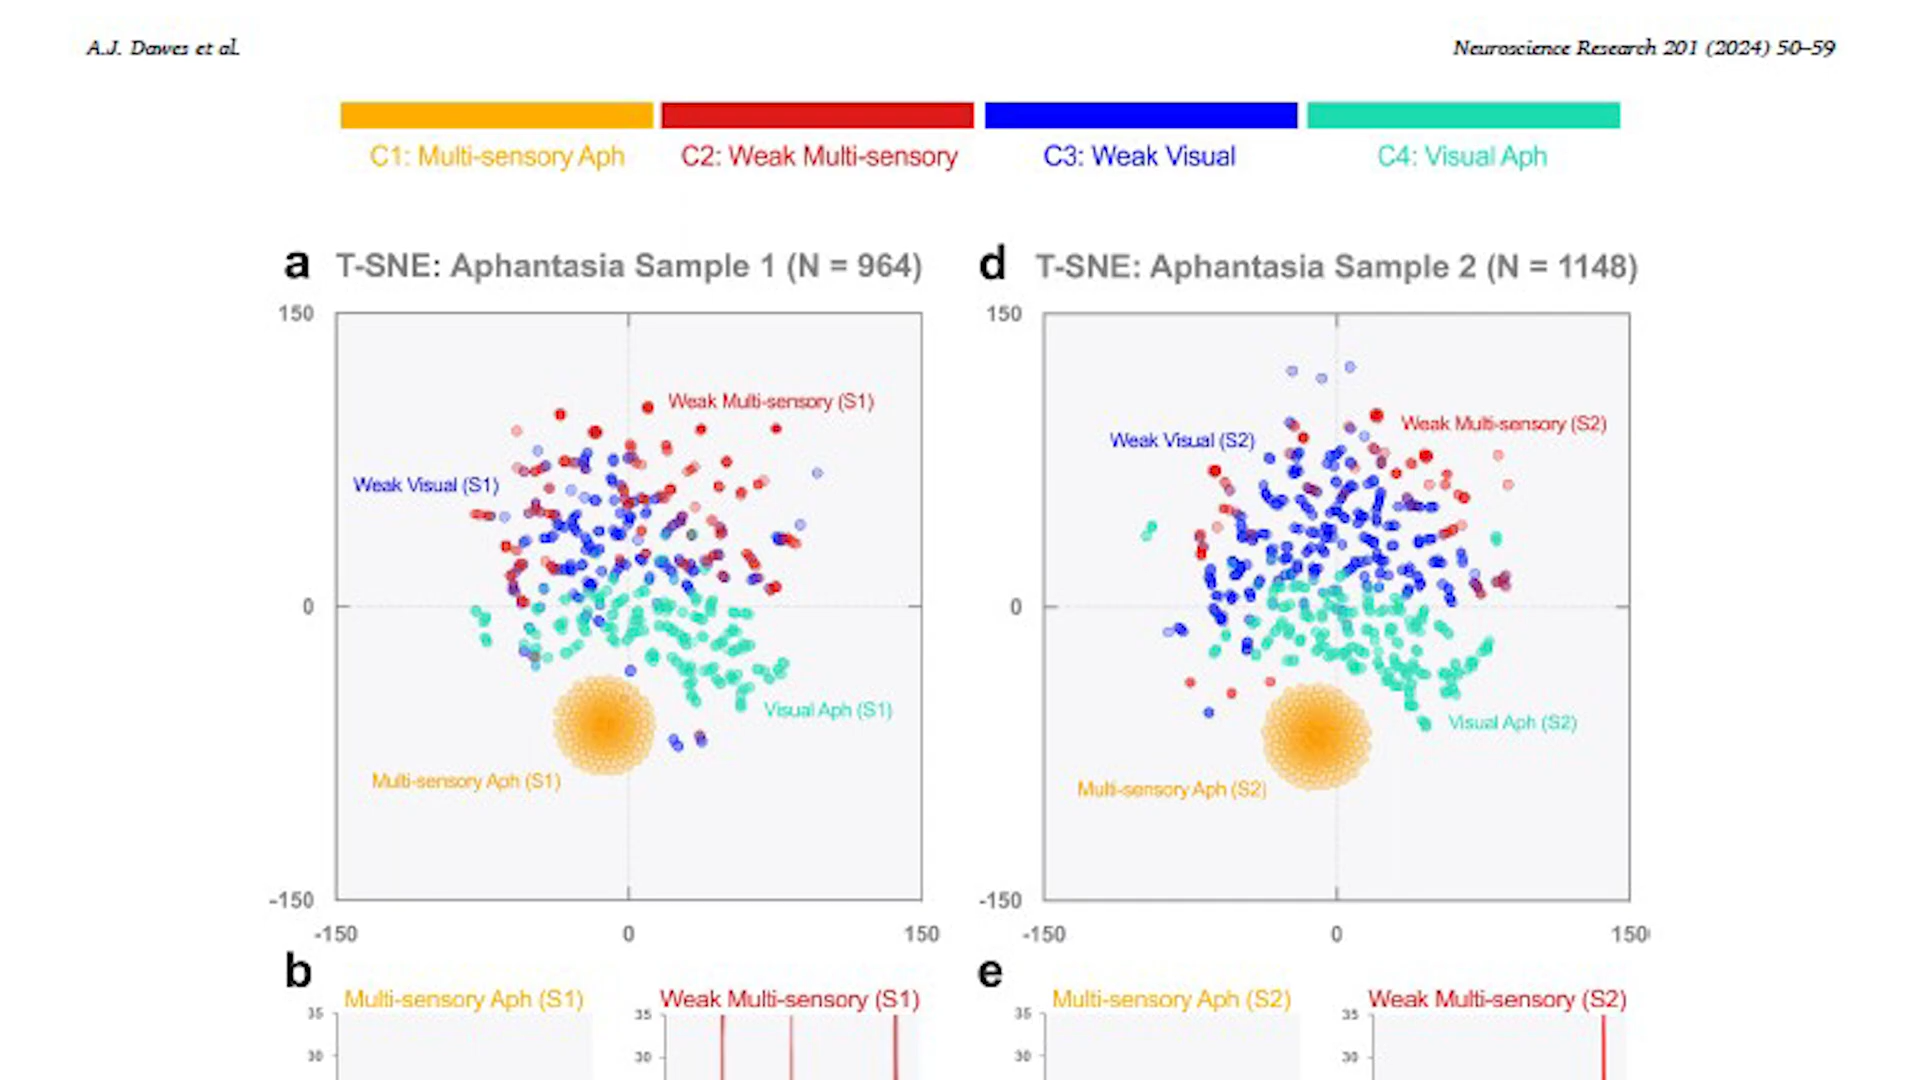 A.J. Dawes et al.
Neuroscience Research 201 (2024) 50–59
C1: Multi-sensory Aph
C2: Weak Multi-sensory
C3: Weak Visual
C4: Visual Aph
a T-SNE: Aphantasia Sample 1 (N = 964)
150
0
-150
-150 0 150
Weak Multi-sensory (S1)
Weak Visual (S1)
Visual Aph (S1)
Multi-sensory Aph (S1)
d T-SNE: Aphantasia Sample 2 (N = 1148)
150
0
-150
-150 0 150
Weak Multi-sensory (S2)
Weak Visual (S2)
Visual Aph (S2)
Multi-sensory Aph (S2)
b
Multi-sensory Aph (S1)
35
30
Weak Multi-sensory (S1)
35
30
e
Multi-sensory Aph (S2)
35
30
Weak Multi-sensory (S2)
35
30